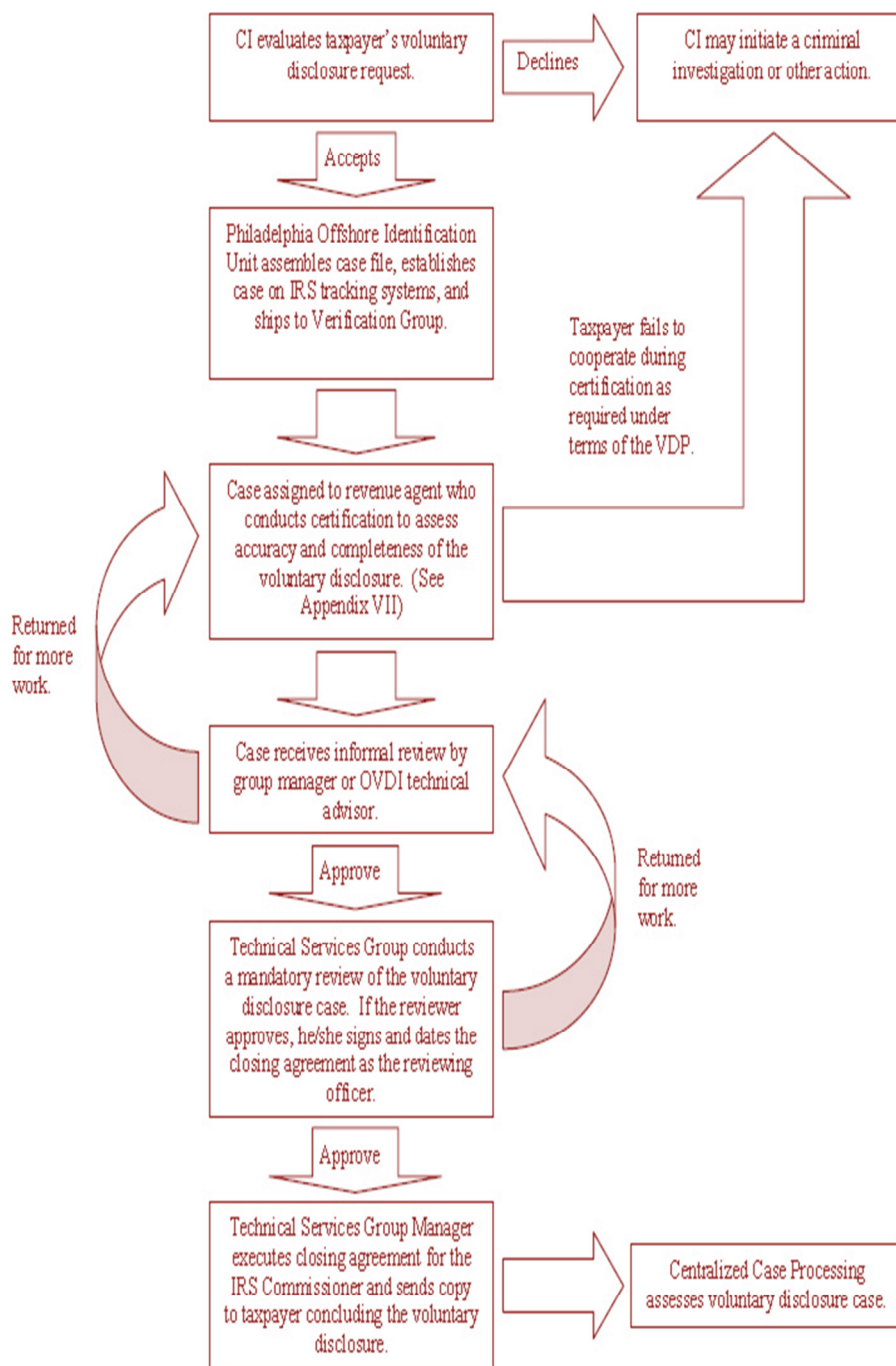 CI evaluates taxpayer's voluntary
disclosure request.
Declines
CI may initiate a criminal
investigation or other action.
Accepts
Philadelphia Offshore Identification
Unit assembles case file, establishes
case on IRS tracking systems, and
ships to Verification Group.
Taxpayer fails to
cooperate during
certification as
required under
terms of the VDP.
Case assigned to revenue agent who
conducts certification to assess
accuracy and completeness of the
voluntary disclosure. (See
Appendix VII)
Returned
for more
work.
Case receives informal review by
group manager or OVDI technical
advisor.
Approve
Returned
for more
work.
Technical Services Group conducts
a mandatory review of the voluntary
disclosure case. If the reviewer
approves, he/she signs and dates the
closing agreement as the reviewing
officer.
Approve
Technical Services Group Manager
executes closing agreement for the
IRS Commissioner and sends copy
to taxpayer concluding the voluntary
disclosure.
Centralized Case Processing
assesses voluntary disclosure case.